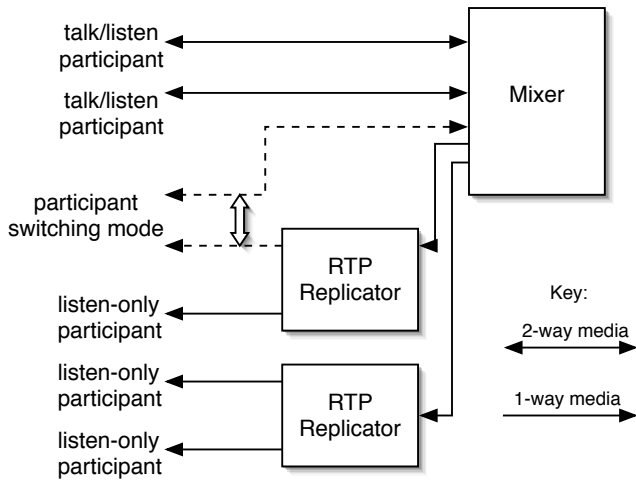 talk/listen
participant
Mixer
talk/listen
participant
participant
switching mode
RTP
Replicator
listen-only
participant
listen-only
participant
RTP
Replicator
listen-only
participant
Key:
2-way media
1-way media